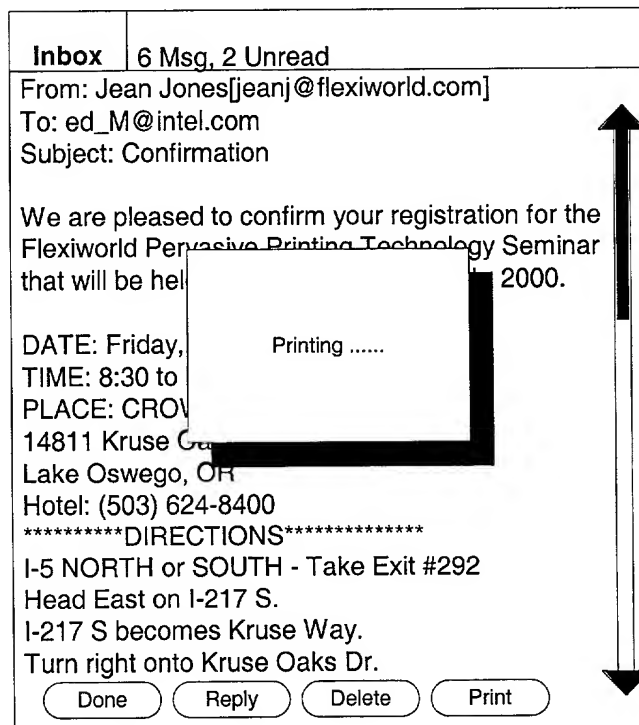 Inbox 6 Msg, 2 Unread
From: Jean Jones[jeanj@flexiworld.com]
To: ed_M@intel.com
Subject: Confirmation
We are pleased to confirm your registration for the
Flexiworld Pervasive Printing Technology Seminar
that will be 2000.
Printing ......
DATE: Friday,
TIME: 8:30 to
PLACE:
14811 Kruse
Lake Oswego, OR
Hotel: (503) 624-8400
**********DIRECTIONS**************
I-5 NORTH or SOUTH - Take Exit #292
Head East on I-217 S.
I-217 S becomes Kruse Way.
Turn right onto Kruse Oaks Dr.
Done Reply Delete Print